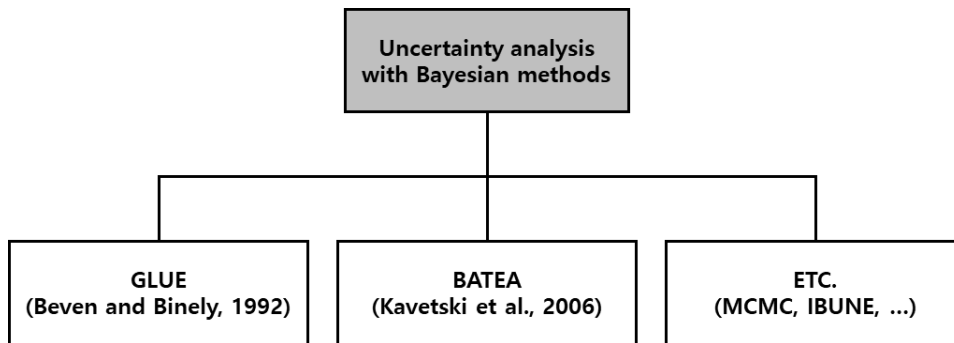 Uncertainty analysis
with Bayesian methods
GLUE
(Beven and Binely, 1992)
BATEA
(Kavetski et al., 2006)
ETC.
(MCMC, IBUNE, ...)